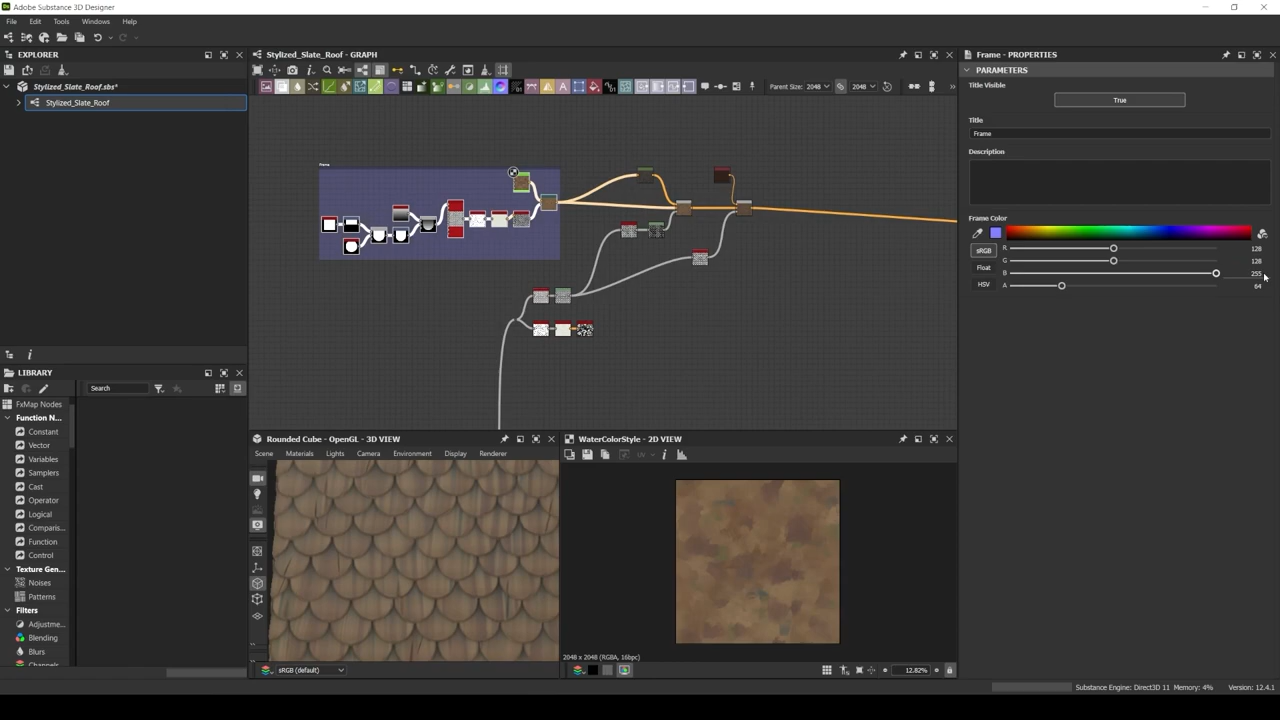 Adobe Substance 3D Designer
File Edit Tools Windows Help
EXPLORER
Stylized_Slate_Roof.sbs*
Stylized_Slate_Roof
Stylized_Slate_Roof - GRAPH
Parent Size: 2048 2048
Frame
Frame - PROPERTIES
PARAMETERS
Title Visible
True
Title
Frame
Description
Frame Color
sRGB
Float
HSV
R 128
G 128
B 255
A 64
LIBRARY
Search
FxMap Nodes
Function N...
Constant
Vector
Variables
Samplers
Cast
Operator
Logical
Comparis...
Function
Control
Texture Gen...
Noises
Patterns
Filters
Adjustme...
Blending
Blurs
Channels
Rounded Cube - OpenGL - 3D VIEW
Scene Materials Lights Camera Environment Display Renderer
sRGB (default)
WaterColorStyle - 2D VIEW
UV
2048 x 2048 (RGBA, 16bpc)
12.82%
Substance Engine: Direct3D 11 Memory: 4% Version: 12.4.1